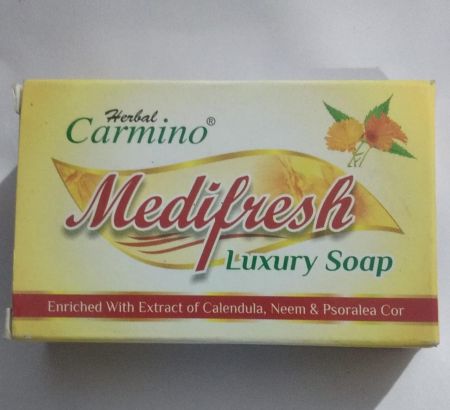 Herbal
Carmino®
Medifresh
Luxury Soap
Enriched With Extract of Calendula, Neem & Psoralea Cor